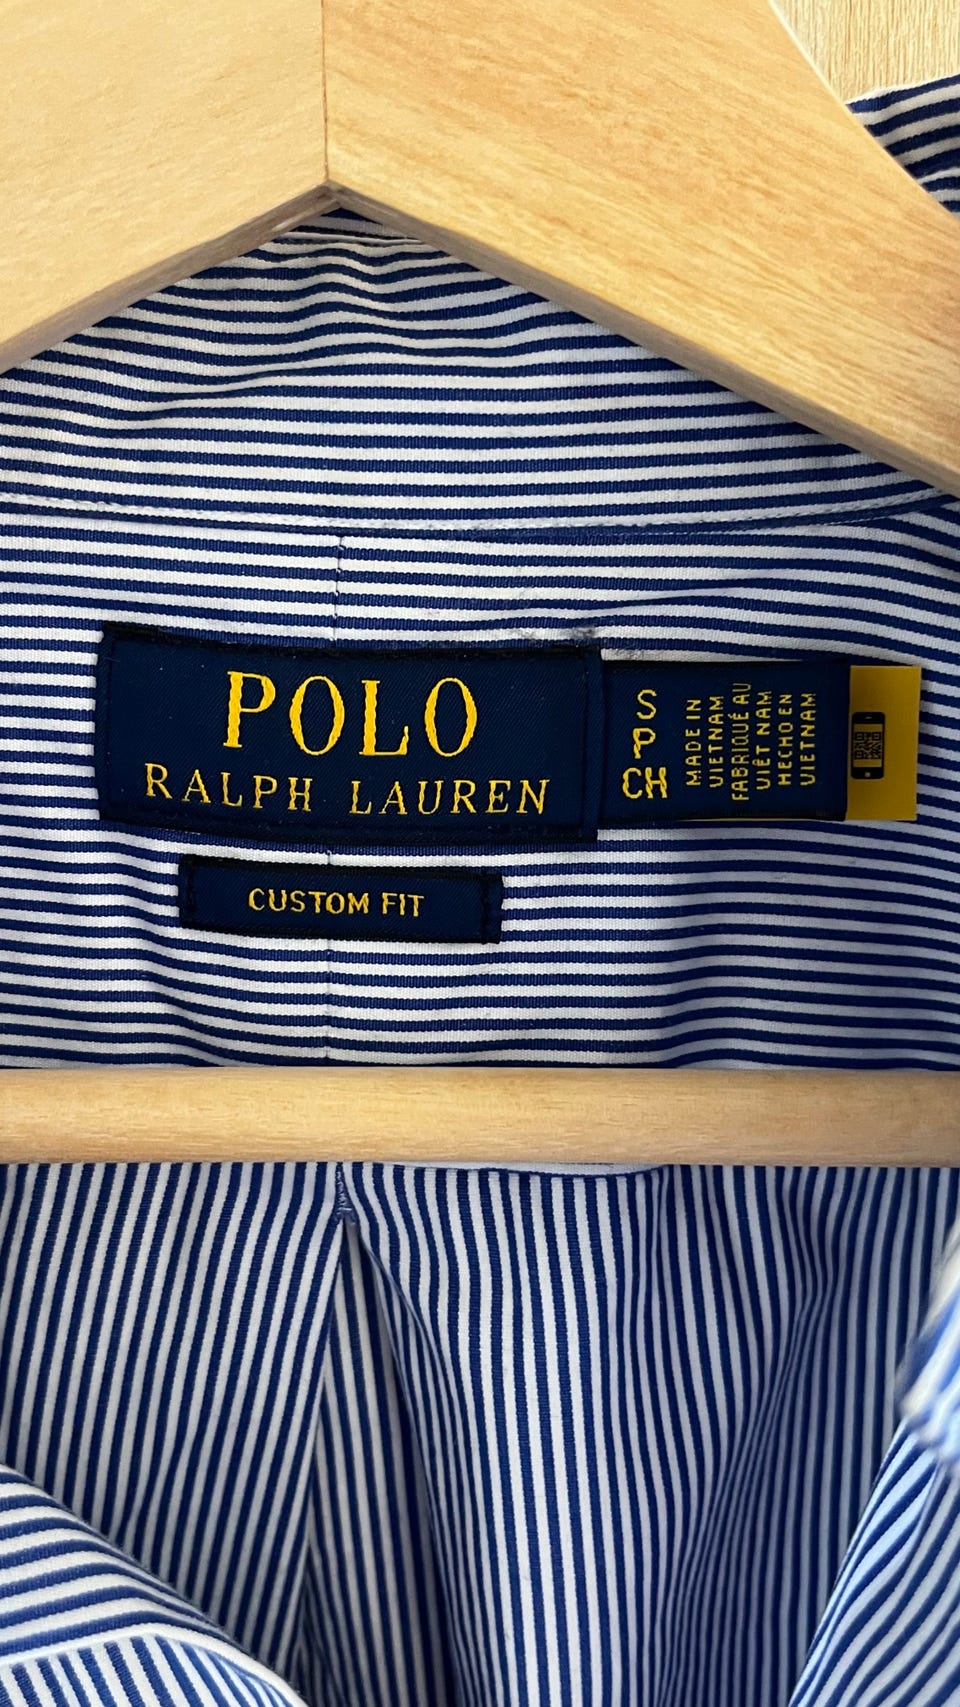 POLO
RALPH LAUREN
CUSTOM FIT
S
P
CH
MADE IN
VIETNAM
FABRIQUÉ AU
VIÊT NAM
HECHO EN
VIETNAM